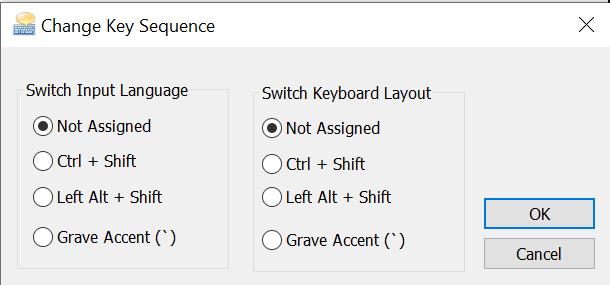 Change Key Sequence
Switch Input Language
Not Assigned
Ctrl + Shift
Left Alt + Shift
Grave Accent (`)
Switch Keyboard Layout
Not Assigned
Ctrl + Shift
Left Alt + Shift
Grave Accent (`)
OK
Cancel